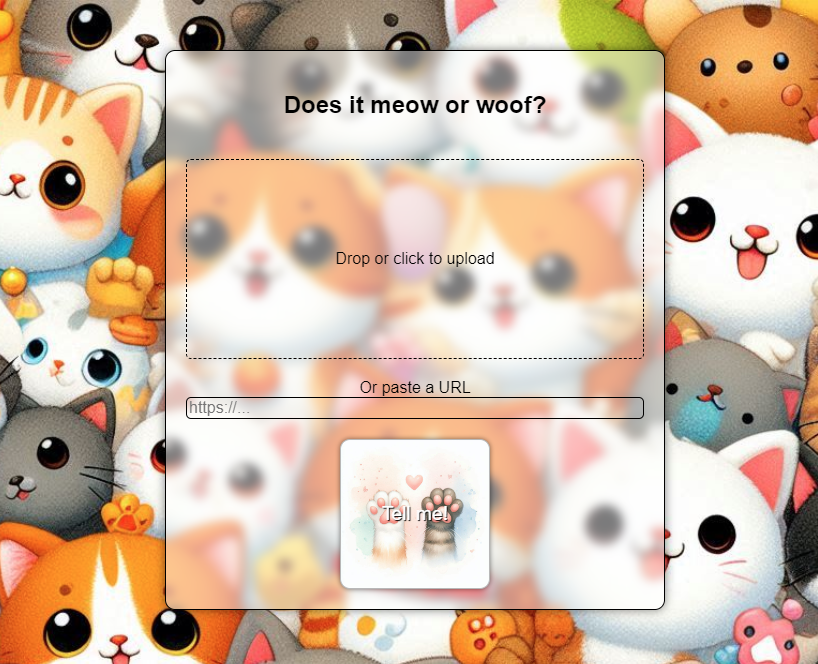 Does it meow or woof?
Drop or click to upload
Or paste a URL
https://...
Tell me!